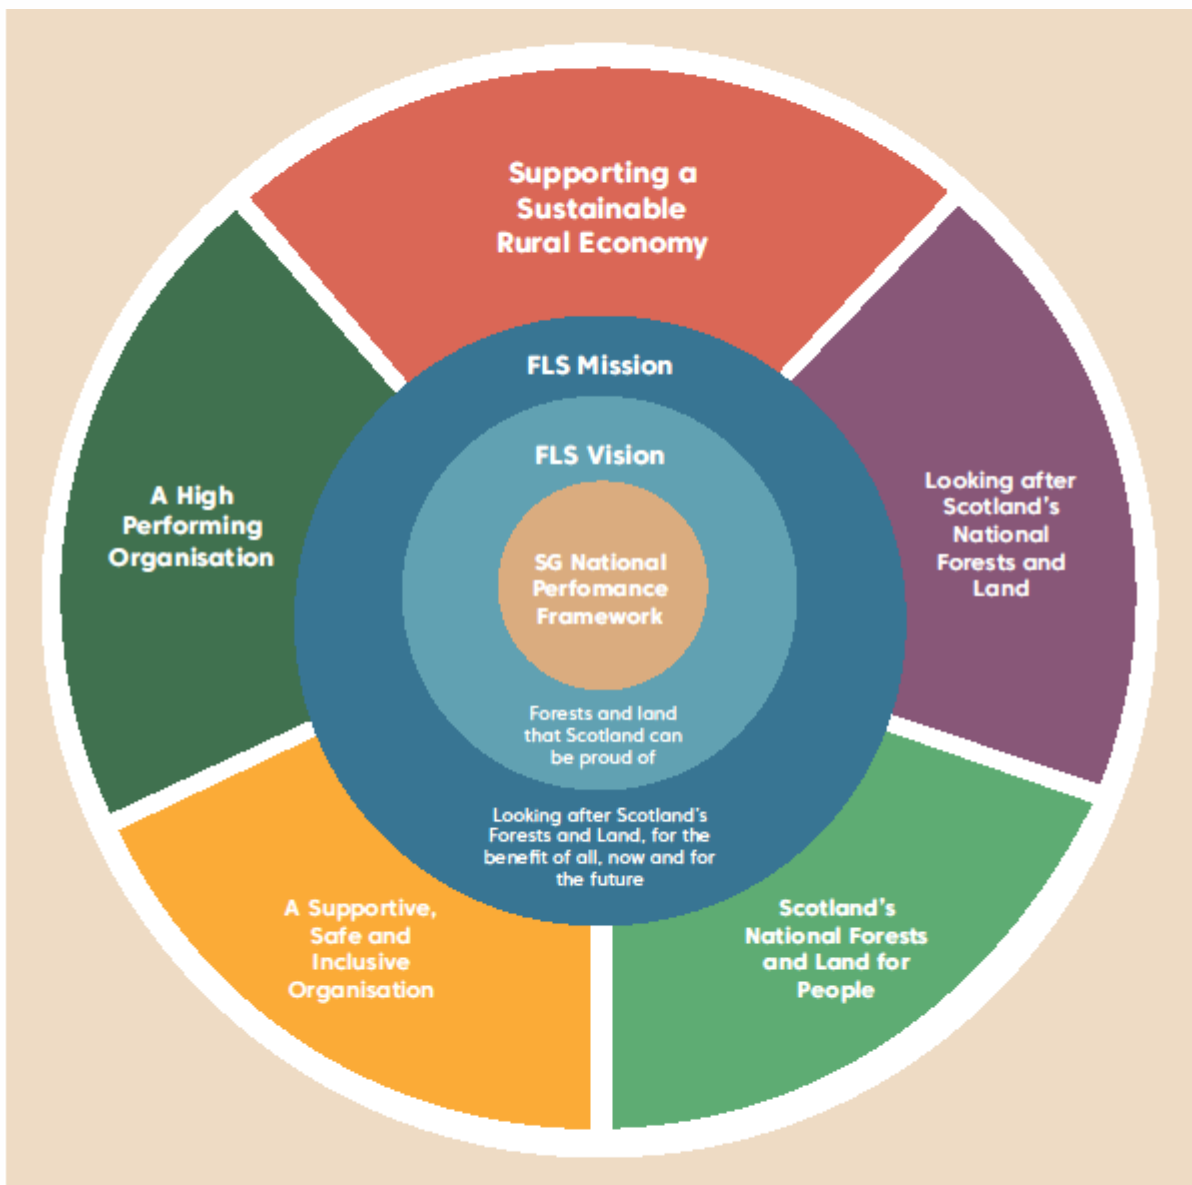 Supporting a
Sustainable
Rural Economy
FLS Mission
FLS Vision
SG National
Perfomance
Framework
Forests and land
that Scotland can
be proud of
Looking after Scotland's
Forests and Land, for the
benefit of all, now and for
the future
Looking after
Scotland's
National
Forests and
Land
Scotland's
National Forests
and Land for
People
A Supportive,
Safe and
Inclusive
Organisation
A High
Performing
Organisation